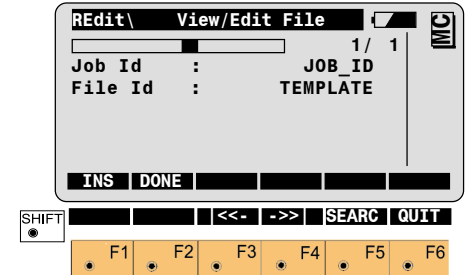 REdit\ View/Edit File MC
1/ 1
Job Id : JOB_ID
File Id : TEMPLATE
INS DONE
SHIFT <<- ->> SEARC QUIT
F1 F2 F3 F4 F5 F6